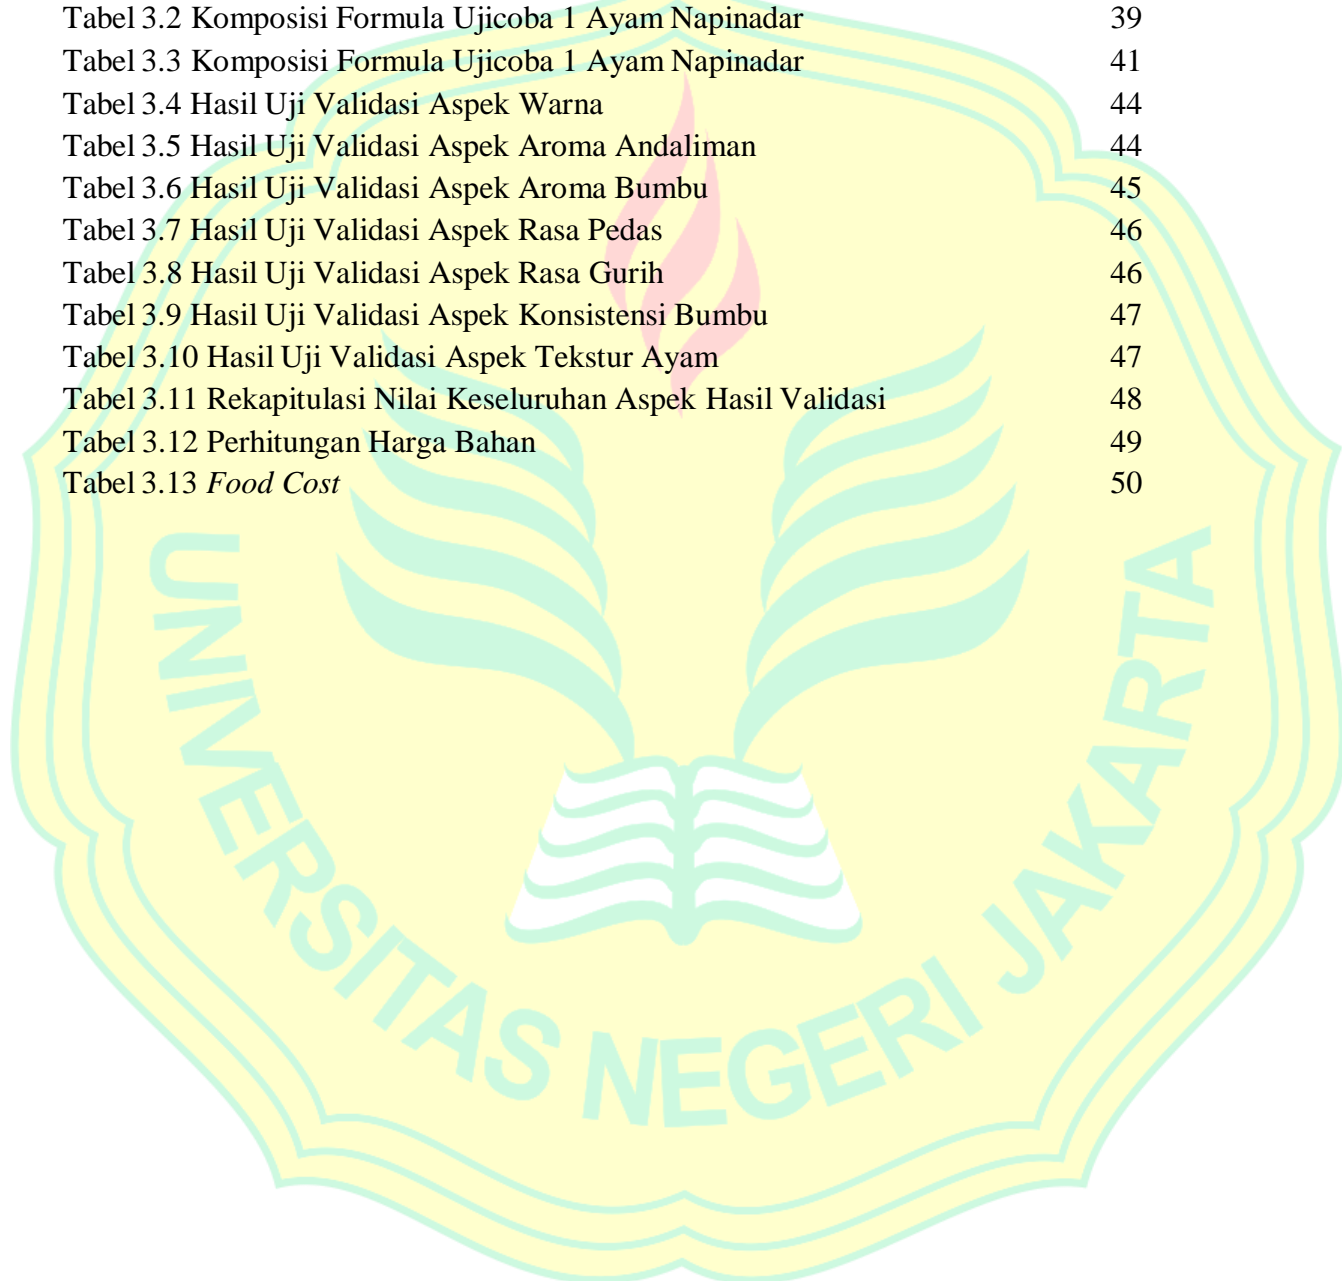 Tabel 3.2 Komposisi Formula Ujicoba 1 Ayam Napinadar 39
Tabel 3.3 Komposisi Formula Ujicoba 1 Ayam Napinadar 41
Tabel 3.4 Hasil Uji Validasi Aspek Warna 44
Tabel 3.5 Hasil Uji Validasi Aspek Aroma Andaliman 44
Tabel 3.6 Hasil Uji Validasi Aspek Aroma Bumbu 45
Tabel 3.7 Hasil Uji Validasi Aspek Rasa Pedas 46
Tabel 3.8 Hasil Uji Validasi Aspek Rasa Gurih 46
Tabel 3.9 Hasil Uji Validasi Aspek Konsistensi Bumbu 47
Tabel 3.10 Hasil Uji Validasi Aspek Tekstur Ayam 47
Tabel 3.11 Rekapitulasi Nilai Keseluruhan Aspek Hasil Validasi 48
Tabel 3.12 Perhitungan Harga Bahan 49
Tabel 3.13 Food Cost 50
UNIVERSITAS NEGERI JAKARTA